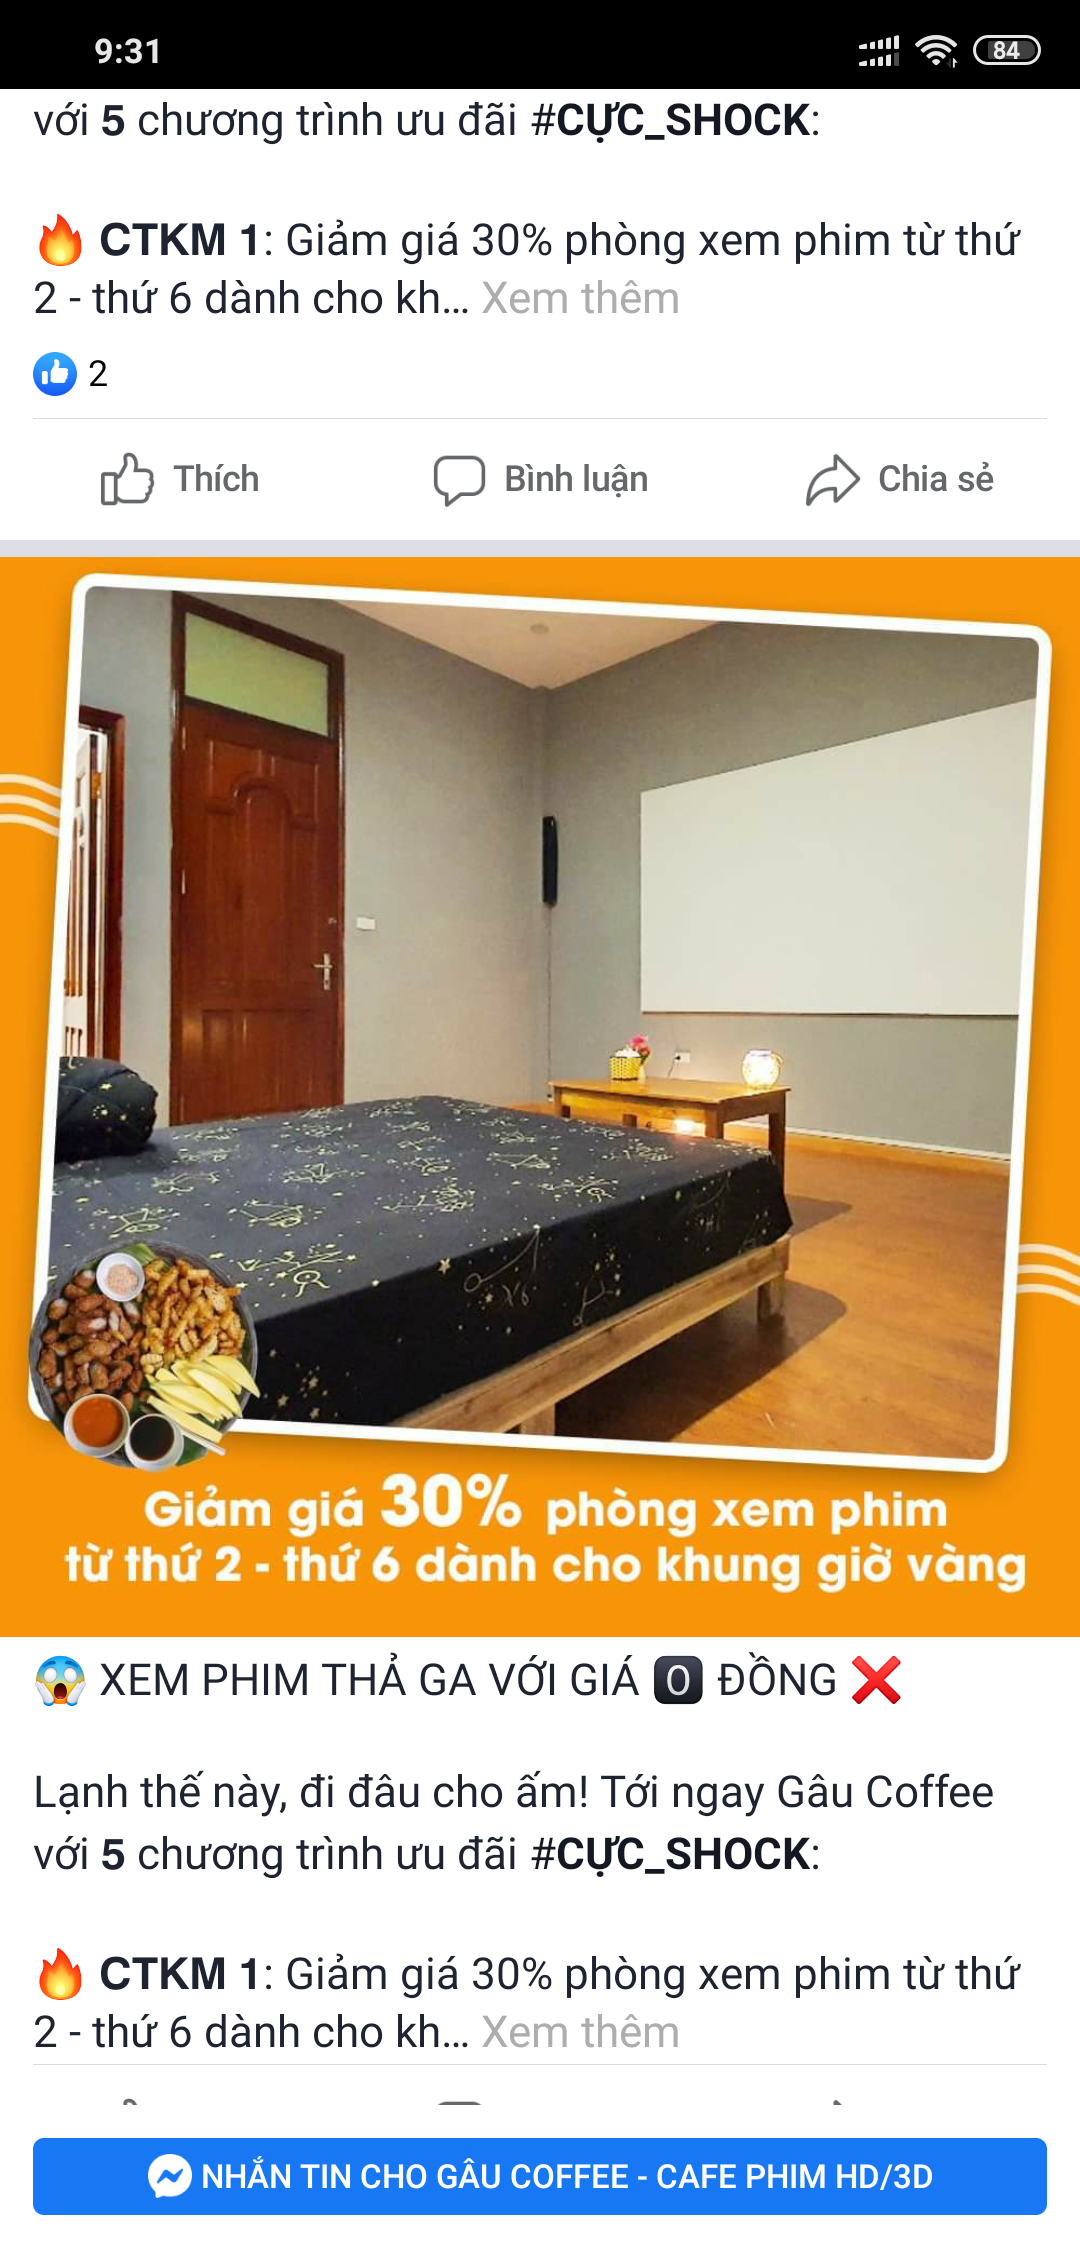 9:31
84
với 5 chương trình ưu đãi #CỰC_SHOCK:
🔥 CTKM 1: Giảm giá 30% phòng xem phim từ thứ
2 - thứ 6 dành cho kh... Xem thêm
2
Thích
Bình luận
Chia sẻ
Giảm giá 30% phòng xem phim
từ thứ 2 - thứ 6 dành cho khung giờ vàng
😱 XEM PHIM THẢ GA VỚI GIÁ 0 ĐỒNG ❌
Lạnh thế này, đi đâu cho ấm! Tới ngay Gâu Coffee
với 5 chương trình ưu đãi #CỰC_SHOCK:
🔥 CTKM 1: Giảm giá 30% phòng xem phim từ thứ
2 - thứ 6 dành cho kh... Xem thêm
NHẮN TIN CHO GÂU COFFEE - CAFE PHIM HD/3D